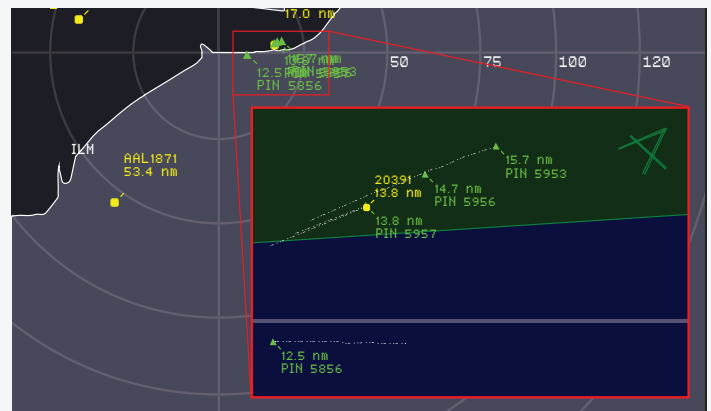 17.0 nm
50
75
100
120
12.5
PIN 5856
ILM
AAL1871
53.4 nm
15.7 nm
PIN 5953
203.91
13.8 nm
14.7 nm
PIN 5956
13.8 nm
PIN 5957
12.5 nm
PIN 5856